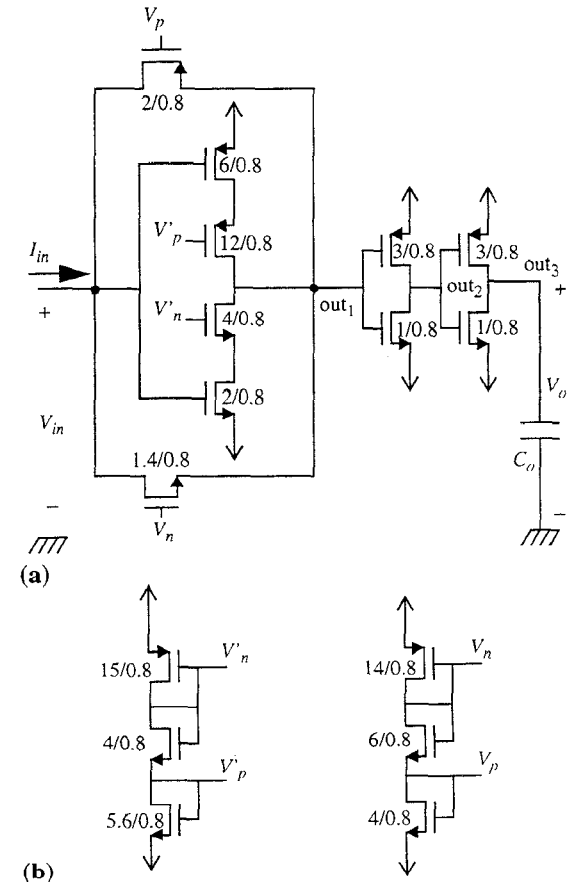 V_p
2/0.8
6/0.8
V'_p 12/0.8
3/0.8 3/0.8
I_in
out_3
out_2
out_1
+ +
V'_n 4/0.8
1/0.8 1/0.8
2/0.8
V_o
V_in
1.4/0.8
C_o
− −
V_n
(a)
V'_n V_n
15/0.8 14/0.8
4/0.8 6/0.8
V'_p V_p
5.6/0.8 4/0.8
(b)